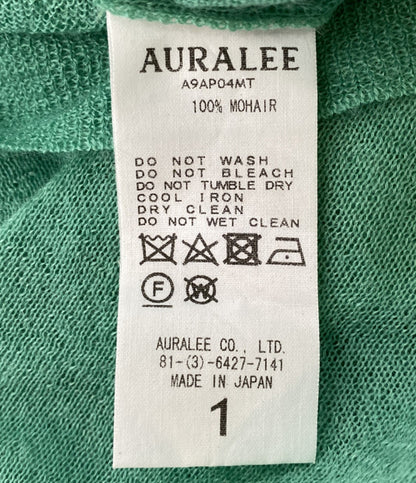 AURALEE
A9AP04MT
100% MOHAIR
DO NOT WASH
DO NOT BLEACH
DO NOT TUMBLE DRY
COOL IRON
DRY CLEAN
DO NOT WET CLEAN
F W
AURALEE CO., LTD.
81-(3)-6427-7141
MADE IN JAPAN
1